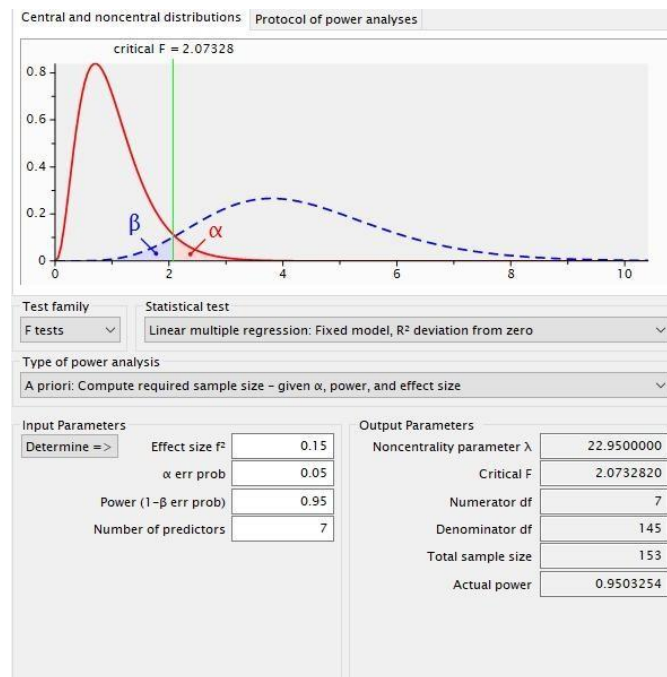 Central and noncentral distributions Protocol of power analyses
critical F = 2.07328
0.8
0.6
0.4
0.2
0
β
α
0 2 4 6 8 10
Test family Statistical test
F tests Linear multiple regression: Fixed model, R² deviation from zero
Type of power analysis
A priori: Compute required sample size - given α, power, and effect size
Input Parameters Output Parameters
Determine => Effect size f² 0.15 Noncentrality parameter λ 22.9500000
α err prob 0.05 Critical F 2.0732820
Power (1-β err prob) 0.95 Numerator df 7
Number of predictors 7 Denominator df 145
Total sample size 153
Actual power 0.9503254